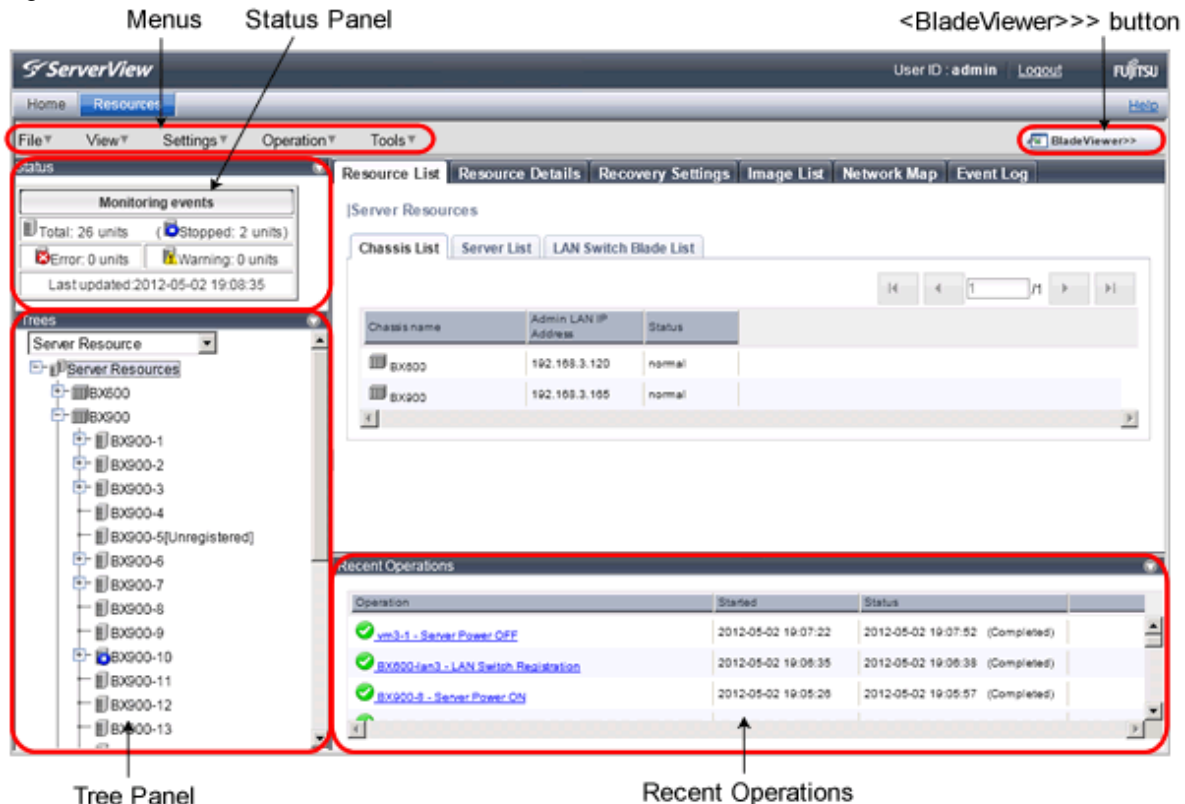 Menus Status Panel <BladeViewer>>> button
ServerView User ID : admin Logout FUJITSU
Home Resources Help
File View Settings Operation Tools BladeViewer>>
Status
Monitoring events
Total: 26 units (Stopped: 2 units)
Error: 0 units Warning: 0 units
Last updated:2012-05-02 19:08:35
Resource List Resource Details Recovery Settings Image List Network Map Event Log
|Server Resources
Chassis List Server List LAN Switch Blade List
1 /1
Chassis name Admin LAN IP Address Status
BX600 192.168.3.120 normal
BX900 192.168.3.165 normal
Trees
Server Resource
Server Resources
BX600
BX900
BX900-1
BX900-2
BX900-3
BX900-4
BX900-5[Unregistered]
BX900-6
BX900-7
BX900-8
BX900-9
BX900-10
BX900-11
BX900-12
BX900-13
Recent Operations
Operation Started Status
vm3-1 - Server Power OFF 2012-05-02 19:07:22 2012-05-02 19:07:52 (Completed)
BX600-lan3 - LAN Switch Registration 2012-05-02 19:06:35 2012-05-02 19:06:38 (Completed)
BX900-8 - Server Power ON 2012-05-02 19:05:26 2012-05-02 19:05:57 (Completed)
Tree Panel Recent Operations